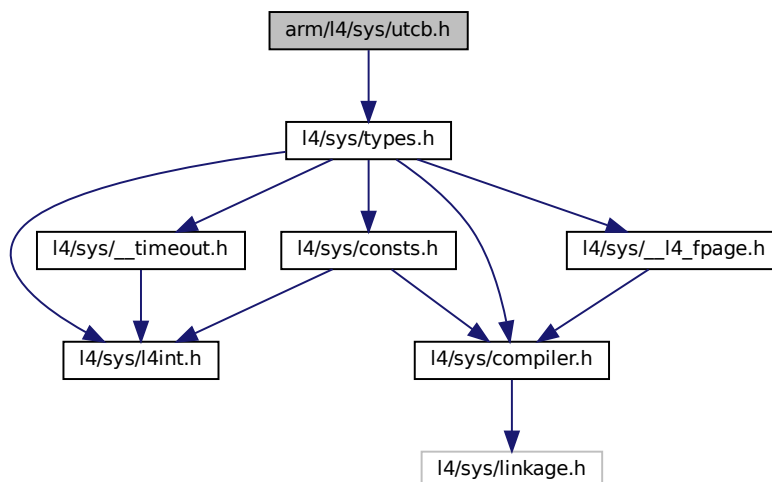 arm/l4/sys/utcb.h
l4/sys/types.h
l4/sys/__timeout.h
l4/sys/consts.h
l4/sys/__l4_fpage.h
l4/sys/l4int.h
l4/sys/compiler.h
l4/sys/linkage.h